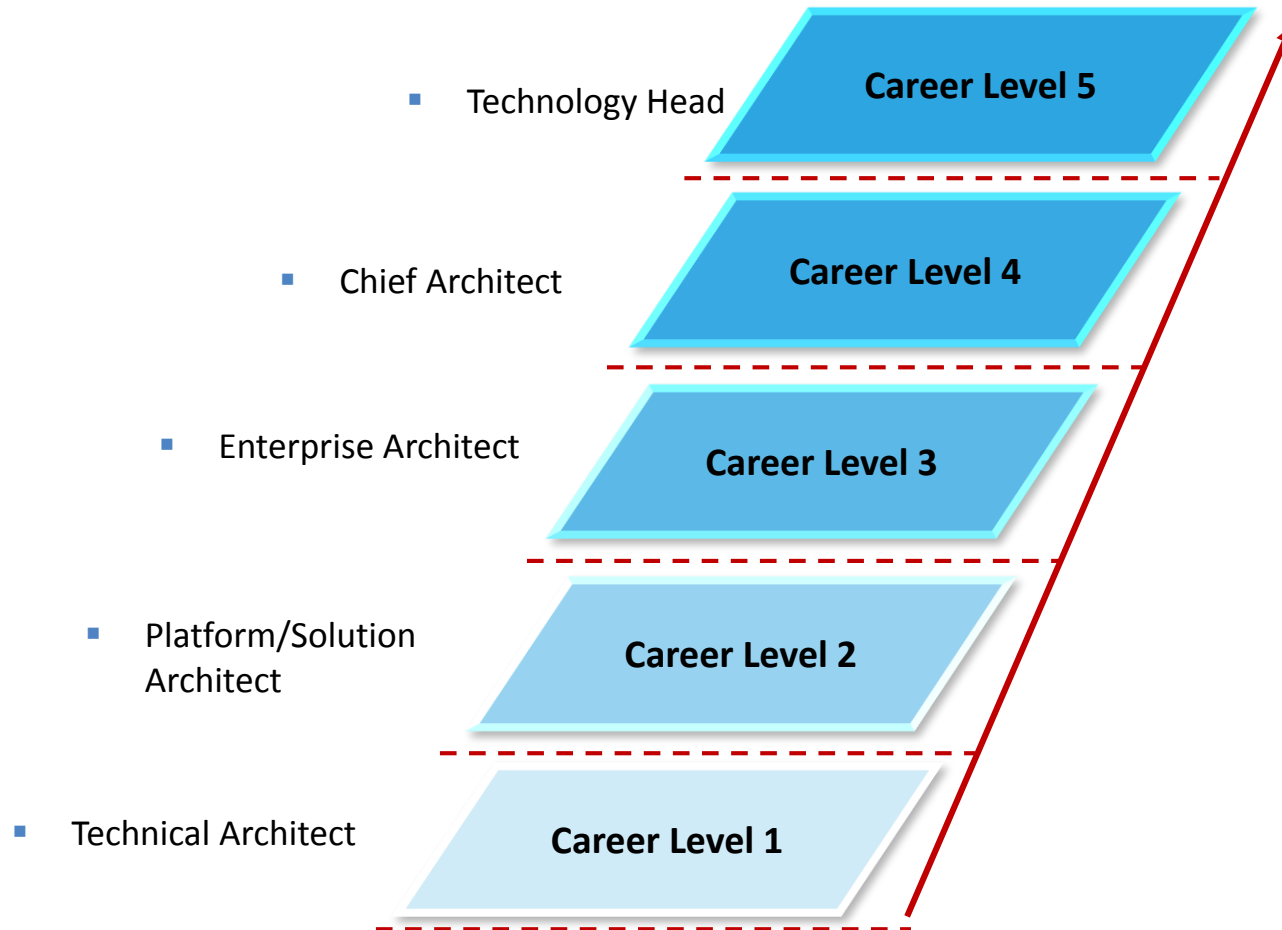 Technology Head
Career Level 5
Chief Architect
Career Level 4
Enterprise Architect
Career Level 3
Platform/Solution
Architect
Career Level 2
Technical Architect
Career Level 1